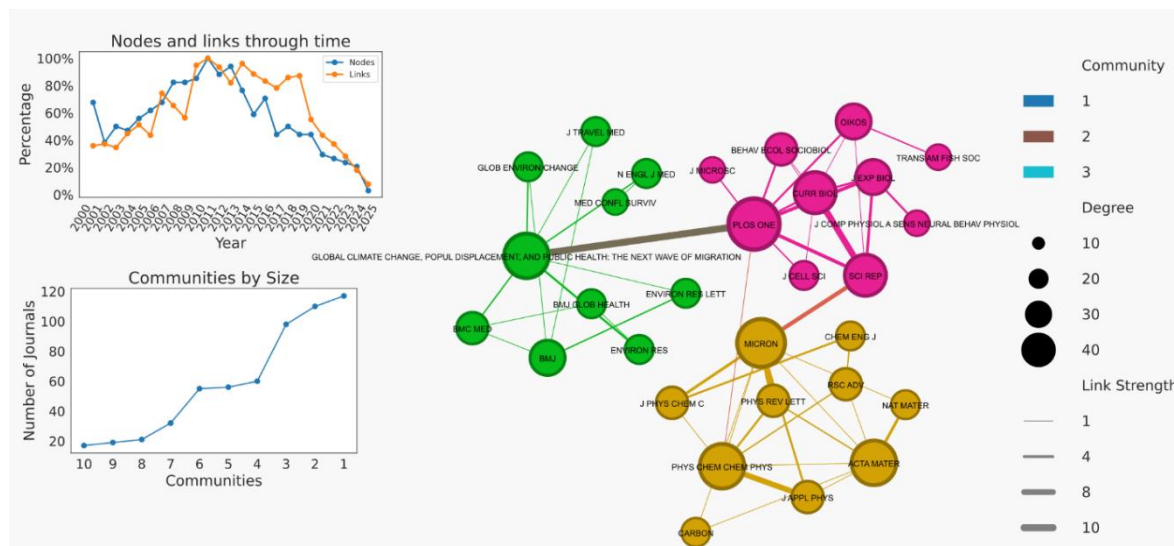 Nodes and links through time
100%
80%
60%
40%
20%
0%
Percentage
Nodes
Links
2000
2001
2002
2003
2004
2005
2006
2007
2008
2009
2010
2011
2012
2013
2014
2015
2016
2017
2018
2019
2020
2021
2022
2023
2024
2025
Year
Communities by Size
120
100
80
60
40
20
Number of Journals
10 9 8 7 6 5 4 3 2 1
Communities
J TRAVEL MED
GLOB ENVIRON CHANGE
N ENGL J MED
MED CONFL SURVIV
GLOBAL CLIMATE CHANGE, POPUL DISPLACEMENT, AND PUBLIC HEALTH: THE NEXT WAVE OF MIGRATION
ENVIRON RES LETT
BMJ GLOB HEALTH
BMC MED
ENVIRON RES
BMJ
OIKOS
BEHAV ECOL SOCIOBIOL
TRANS AM FISH SOC
J MICROSC
J EXP BIOL
CURR BIOL
PLOS ONE
J COMP PHYSIOL A SENS NEURAL BEHAV PHYSIOL
J CELL SCI
SCI REP
MICRON
CHEM ENG J
RSC ADV
J PHYS CHEM C
PHYS REV LETT
NAT MATER
PHYS CHEM CHEM PHYS
ACTA MATER
J APPL PHYS
CARBON
Community
1
2
3
Degree
10
20
30
40
Link Strength
1
4
8
10